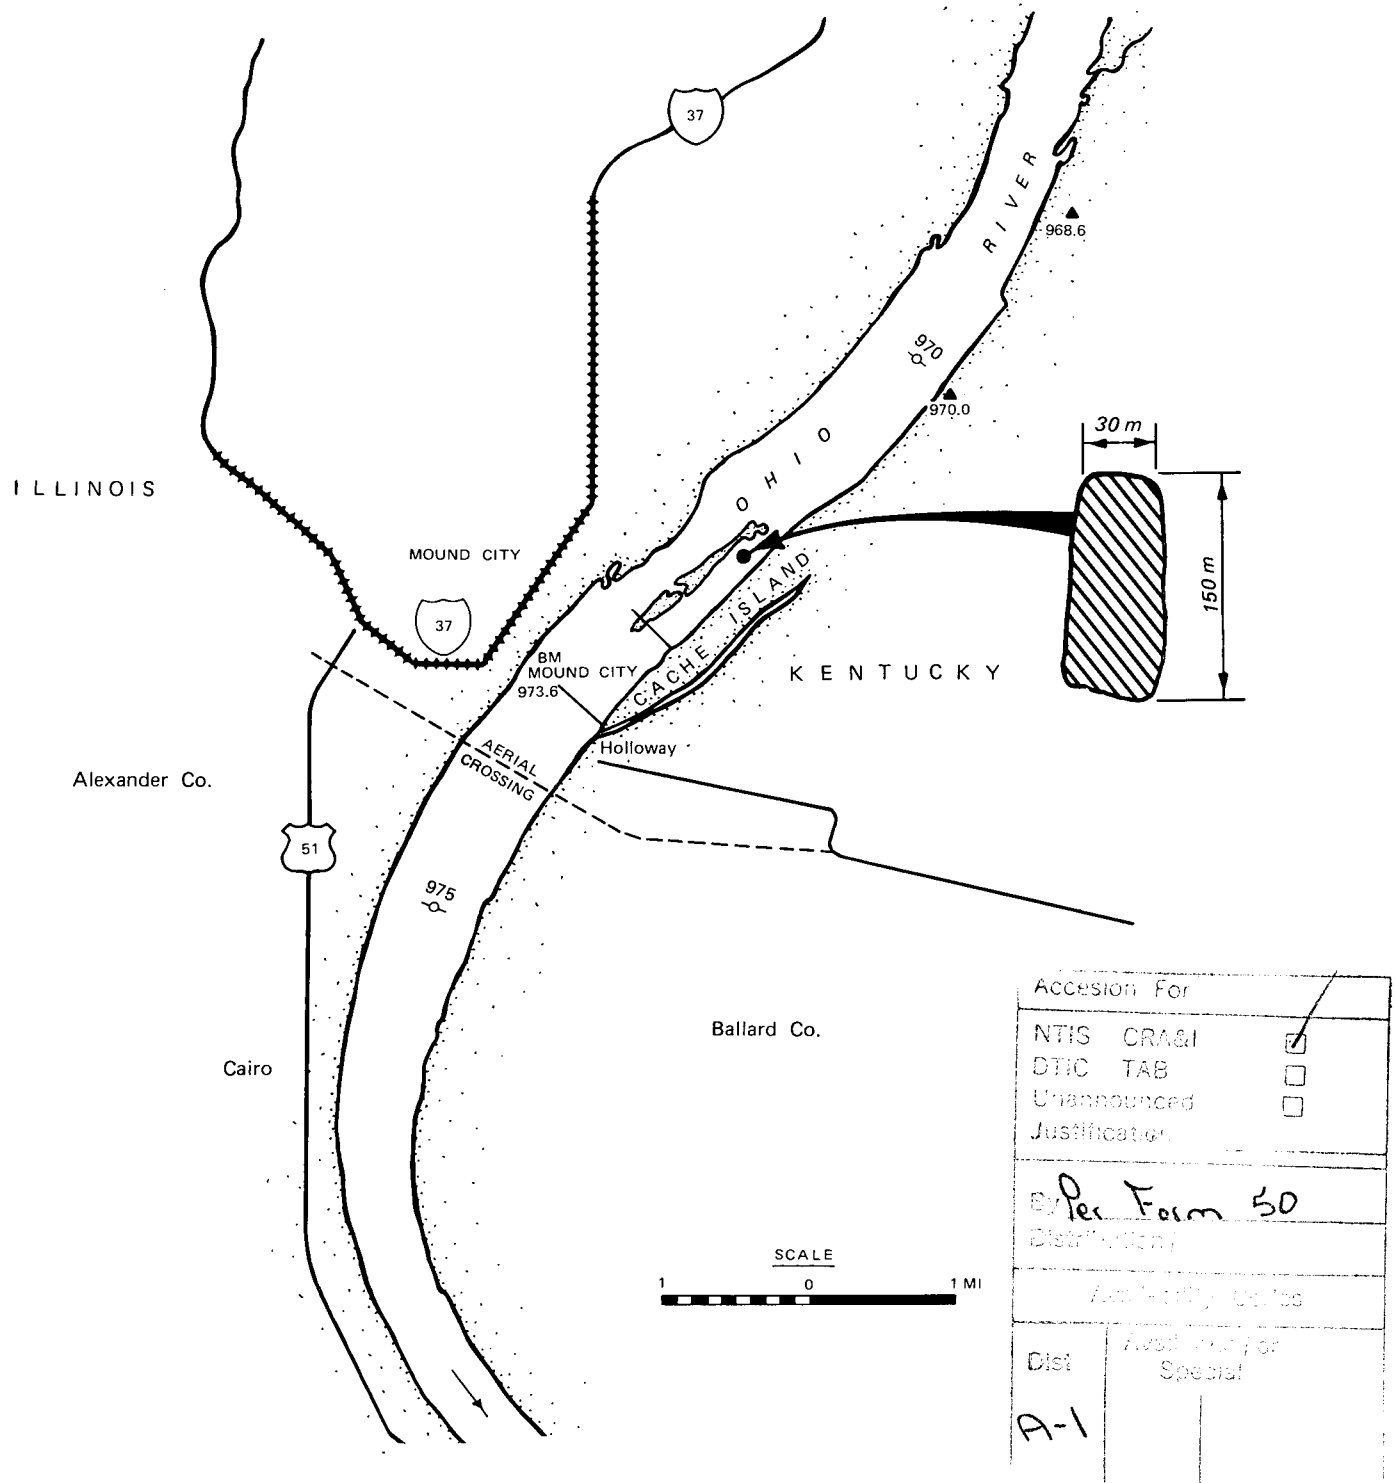 37
RIVER
968.6
970
970.0
30 m
OHIO
ILLINOIS
MOUND CITY
150 m
37
BM
MOUND CITY
973.6
CACHE ISLAND
KENTUCKY
Holloway
AERIAL
CROSSING
Alexander Co.
51
975
Ballard Co.
Cairo
SCALE
1 0 1 MI
Accesion For
NTIS CRA&I
DTIC TAB
Unannounced
Justification
By Per Form 50
Distribution /
Availability Codes
Dist
Avail and / or
Special
A-1